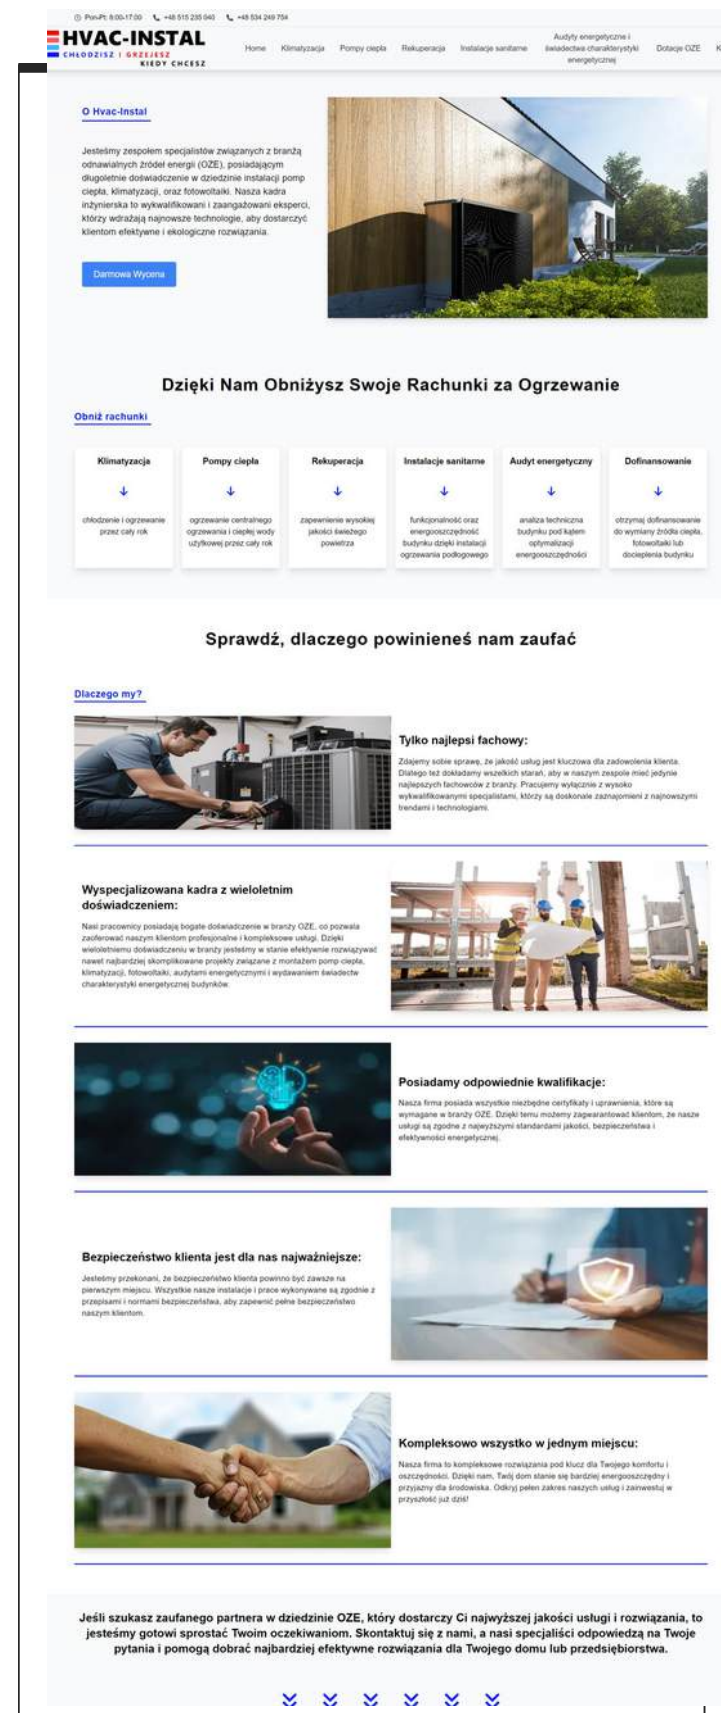 Pon-Pt: 8:00-17:00 +48 515 235 040 +48 534 249 754
HVAC-INSTAL
CHŁODZISZ I GRZEJESZ
KIEDY CHCESZ
Home Klimatyzacja Pompy ciepła Rekuperacja Instalacje sanitarne Audyty energetyczne i świadectwa charakterystyki energetycznej Dotacje OZE K
O Hvac-Instal
Jesteśmy zespołem specjalistów związanych z branżą
odnawialnych źródeł energii (OZE), posiadającym
długoletnie doświadczenie w dziedzinie instalacji pomp
ciepła, klimatyzacji, oraz fotowoltaiki. Nasza kadra
inżynierska to wykwalifikowani i zaangażowani eksperci,
którzy wdrażają najnowsze technologie, aby dostarczyć
klientom efektywne i ekologiczne rozwiązania.
Darmowa Wycena
Dzięki Nam Obniżysz Swoje Rachunki za Ogrzewanie
Obniż rachunki
Klimatyzacja
chłodzenie i ogrzewanie
przez cały rok
Pompy ciepła
ogrzewanie centralnego
ogrzewania i ciepłej wody
użytkowej przez cały rok
Rekuperacja
zapewnienie wysokiej
jakości świeżego
powietrza
Instalacje sanitarne
funkcjonalność oraz
energooszczędność
budynku dzięki instalacji
ogrzewania podłogowego
Audyt energetyczny
analiza techniczna
budynku pod kątem
optymalizacji
energooszczędności
Dofinansowanie
otrzymaj dofinansowanie
do wymiany źródła ciepła,
fotowoltaiki lub
docieplenia budynku
Sprawdź, dlaczego powinieneś nam zaufać
Dlaczego my?
Tylko najlepsi fachowy:
Zdajemy sobie sprawę, że jakość usług jest kluczowa dla zadowolenia klienta.
Dlatego też dokładamy wszelkich starań, aby w naszym zespole mieć jedynie
najlepszych fachowców z branży. Pracujemy wyłącznie z wysoko
wykwalifikowanymi specjalistami, którzy są doskonale zaznajomieni z najnowszymi
trendami i technologiami.
Wyspecjalizowana kadra z wieloletnim
doświadczeniem:
Nasi pracownicy posiadają bogate doświadczenie w branży OZE, co pozwala
zaoferować naszym klientom profesjonalne i kompleksowe usługi. Dzięki
wieloletniemu doświadczeniu w branży jesteśmy w stanie efektywnie rozwiązywać
nawet najbardziej skomplikowane projekty związane z montażem pomp ciepła,
klimatyzacji, fotowoltaiki, audytami energetycznymi i wydawaniem świadectw
charakterystyki energetycznej budynków.
Posiadamy odpowiednie kwalifikacje:
Nasza firma posiada wszystkie niezbędne certyfikaty i uprawnienia, które są
wymagane w branży OZE. Dzięki temu możemy zagwarantować klientom, że nasze
usługi są zgodne z najwyższymi standardami jakości, bezpieczeństwa i
efektywności energetycznej.
Bezpieczeństwo klienta jest dla nas najważniejsze:
Jesteśmy przekonani, że bezpieczeństwo klienta powinno być zawsze na
pierwszym miejscu. Wszystkie nasze instalacje i prace wykonywane są zgodnie z
przepisami i normami bezpieczeństwa, aby zapewnić pełne bezpieczeństwo
naszym klientom.
Kompleksowo wszystko w jednym miejscu:
Nasza firma to kompleksowe rozwiązania pod klucz dla Twojego komfortu i
oszczędności. Dzięki nam, Twój dom stanie się bardziej energooszczędny i
przyjazny dla środowiska. Odkryj pełen zakres naszych usług i zainwestuj w
przyszłość już dziś!
Jeśli szukasz zaufanego partnera w dziedzinie OZE, który dostarczy Ci najwyższej jakości usługi i rozwiązania, to
jesteśmy gotowi sprostać Twoim oczekiwaniom. Skontaktuj się z nami, a nasi specjaliści odpowiedzą na Twoje
pytania i pomogą dobrać najbardziej efektywne rozwiązania dla Twojego domu lub przedsiębiorstwa.